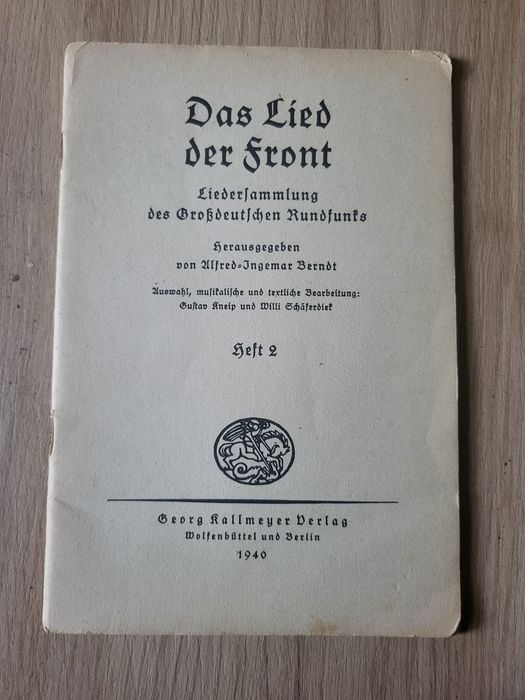 Das Lied
der Front
Liedersammlung
des Großdeutschen Rundfunks
Herausgegeben
von Alfred-Ingemar Berndt
Auswahl, musikalische und textliche Bearbeitung:
Gustav Kneip und Willi Schäferdiek
Heft 2
Georg Kallmeyer Verlag
Wolfenbüttel und Berlin
1940